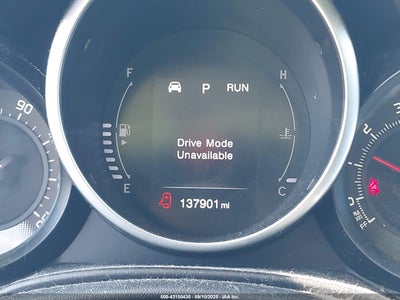 F H
P RUN
90
Drive Mode
Unavailable
E C
137901 mi
000-43150430 09/10/2025 - IAA Inc.